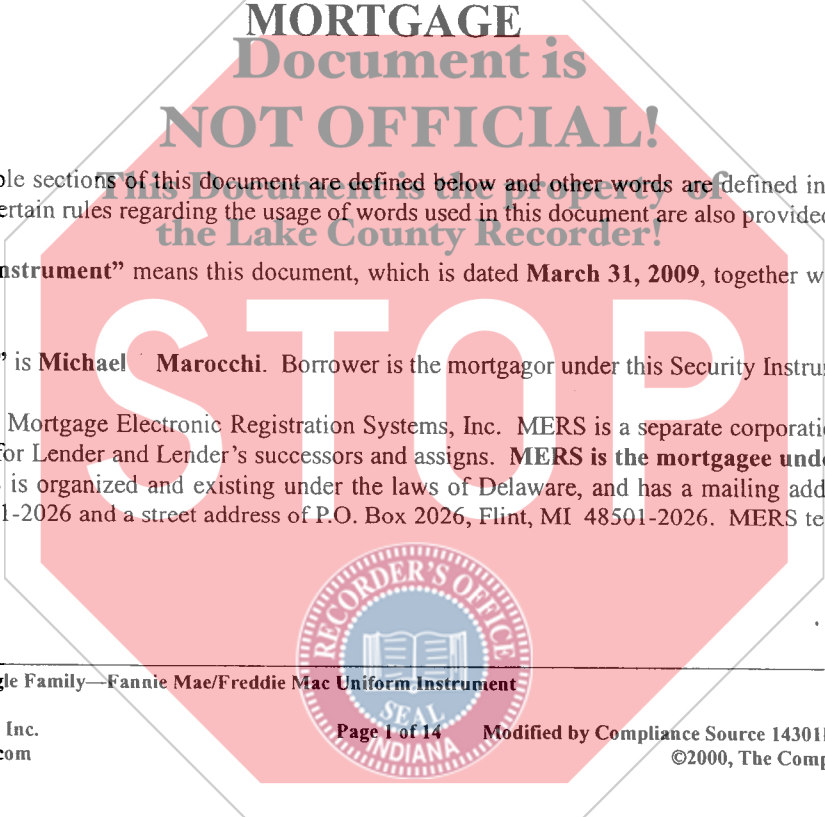 MORTGAGE
Document is
NOT OFFICIAL!
This Document is the property of
the Lake County Recorder!
ple sections of this document are defined below and other words are defined in
ertain rules regarding the usage of words used in this document are also provided
nstrument” means this document, which is dated March 31, 2009, together w
STOP
” is Michael Marocchi. Borrower is the mortgagor under this Security Instru
Mortgage Electronic Registration Systems, Inc. MERS is a separate corporati
for Lender and Lender’s successors and assigns. MERS is the mortgagee unde
is organized and existing under the laws of Delaware, and has a mailing add
1-2026 and a street address of P.O. Box 2026, Flint, MI 48501-2026. MERS te
RECORDER'S OFFICE
SEAL
INDIANA
gle Family—Fannie Mae/Freddie Mac Uniform Instrument
Inc.
Page 1 of 14
Modified by Compliance Source 14301
com
©2000, The Comp